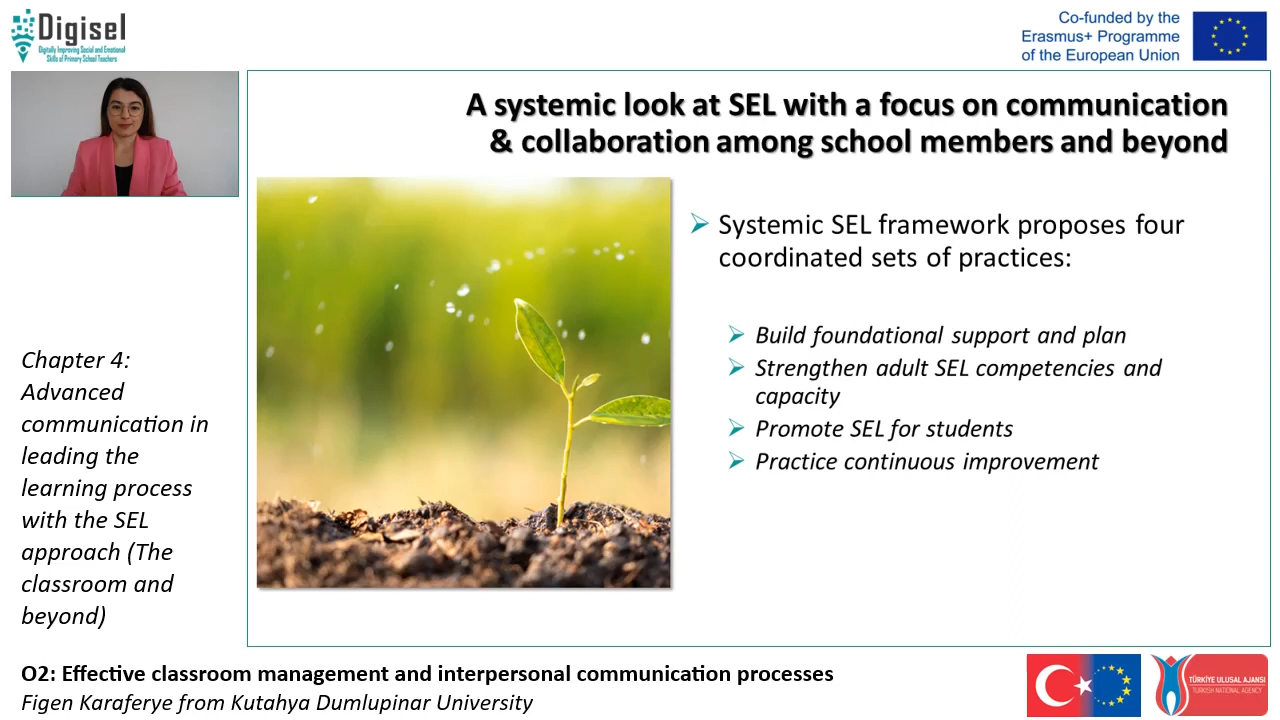 Digisel
Digitally Improving Social and Emotional
Skills of Primary School Teachers
Co-funded by the
Erasmus+ Programme
of the European Union
A systemic look at SEL with a focus on communication
& collaboration among school members and beyond
Systemic SEL framework proposes four
coordinated sets of practices:
Build foundational support and plan
Strengthen adult SEL competencies and
capacity
Promote SEL for students
Practice continuous improvement
Chapter 4:
Advanced
communication in
leading the
learning process
with the SEL
approach (The
classroom and
beyond)
O2: Effective classroom management and interpersonal communication processes
Figen Karaferye from Kutahya Dumlupinar University
TÜRKİYE ULUSAL AJANSI
TURKISH NATIONAL AGENCY